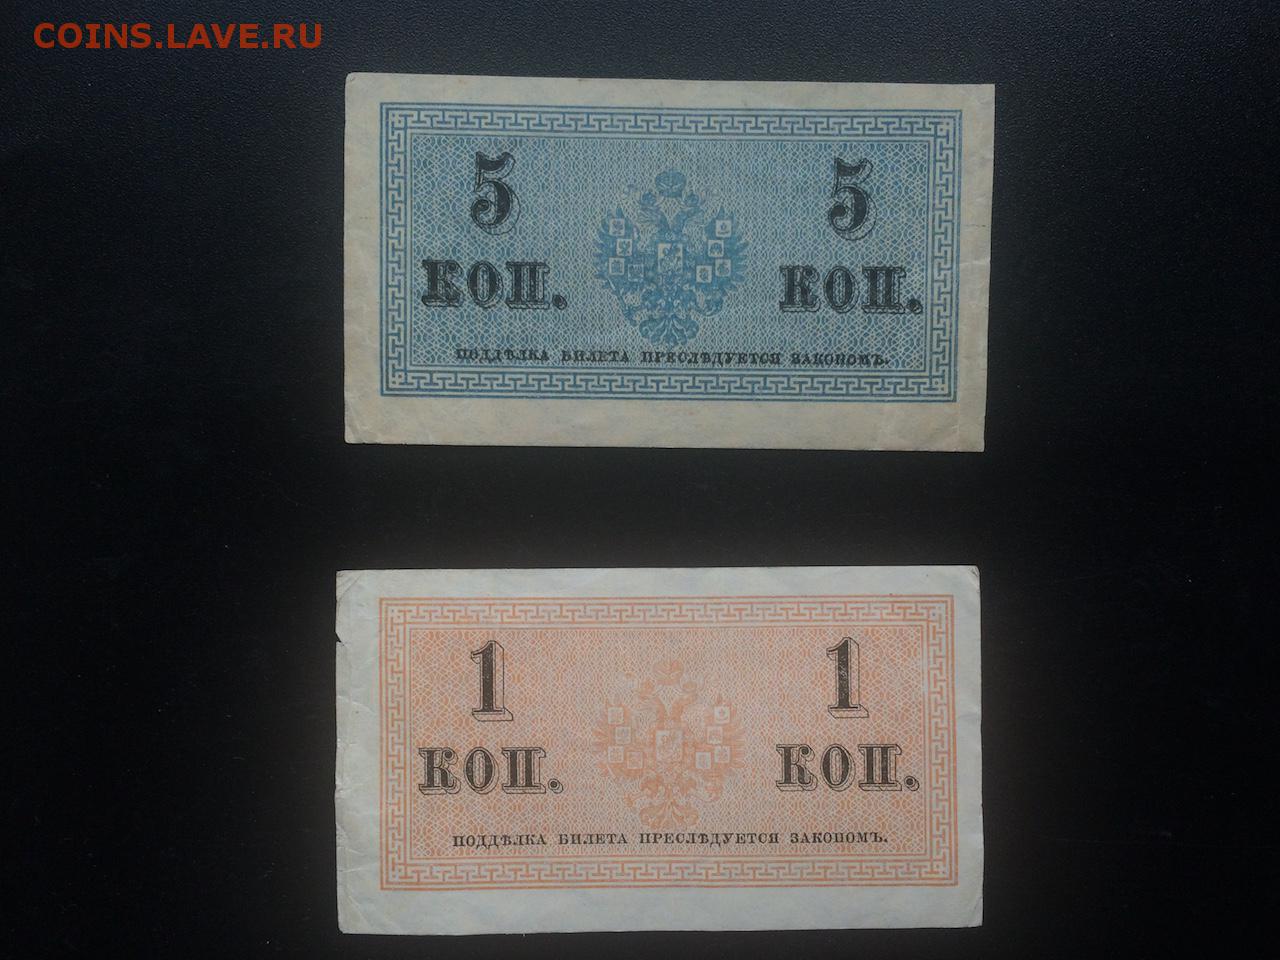 COINS.LAVE.RU
5 5
КОП. КОП.
ПОДДѢЛКА БИЛЕТА ПРЕСЛѢДУЕТСЯ ЗАКОНОМЪ.
1 1
КОП. КОП.
ПОДДѢЛКА БИЛЕТА ПРЕСЛѢДУЕТСЯ ЗАКОНОМЪ.